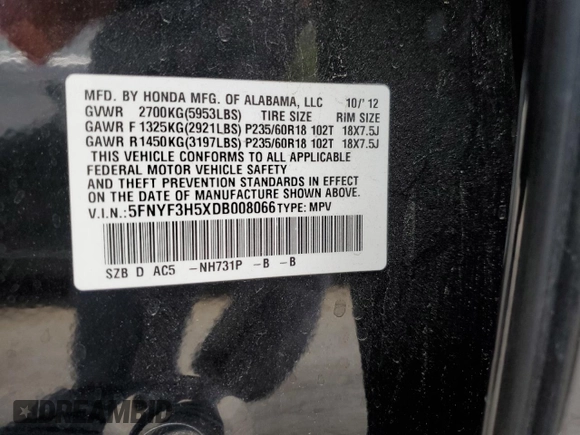 MFD. BY HONDA MFG. OF ALABAMA, LLC 10/'12
GVWR 2700KG(5953LBS) TIRE SIZE RIM SIZE
GAWR F 1325KG(2921LBS) P235/60R18 102T 18X7.5J
GAWR R 1450KG(3197LBS) P235/60R18 102T 18X7.5J
THIS VEHICLE CONFORMS TO ALL APPLICABLE
FEDERAL MOTOR VEHICLE SAFETY
AND THEFT PREVENTION STANDARDS IN EFFECT
ON THE DATE OF MANUFACTURE SHOWN ABOVE.
V.I.N.: 5FNYF3H5XDB008066 TYPE: MPV
SZB D AC5 -NH731P -B -B
DREAMBID